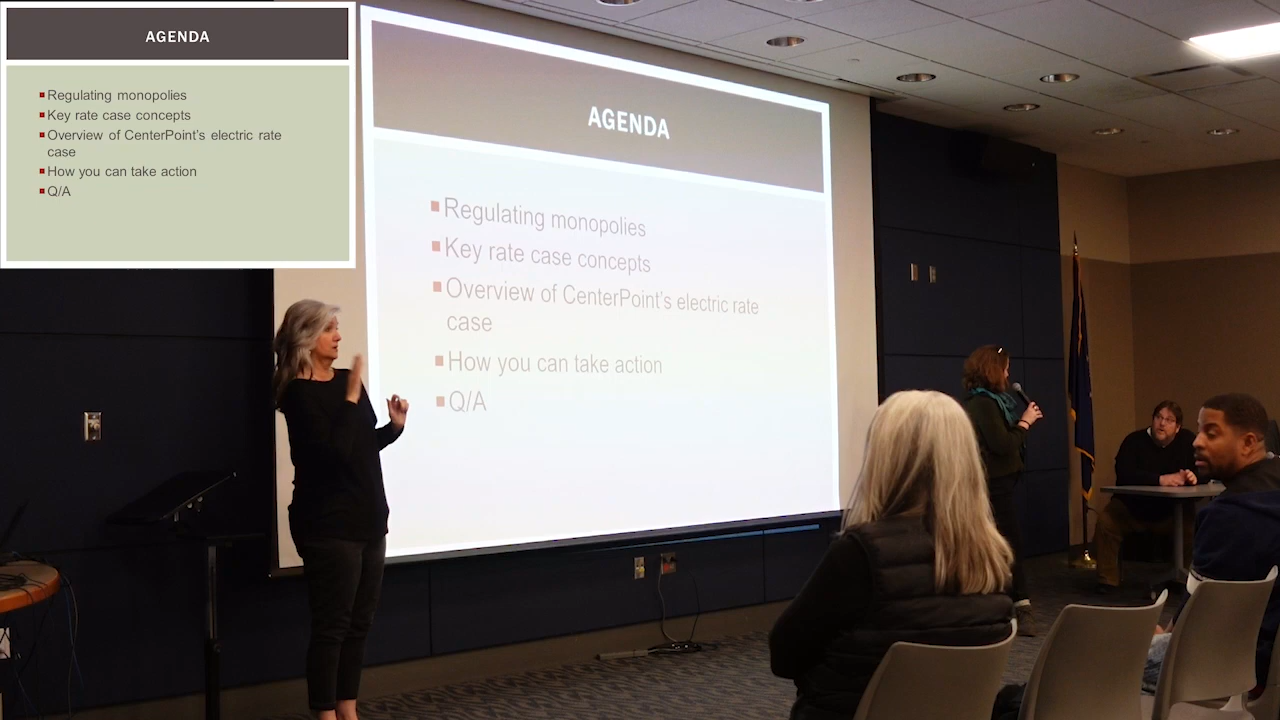 AGENDA
Regulating monopolies
Key rate case concepts
Overview of CenterPoint's electric rate
case
How you can take action
Q/A
AGENDA
Regulating monopolies
Key rate case concepts
Overview of CenterPoint's electric rate
case
How you can take action
Q/A